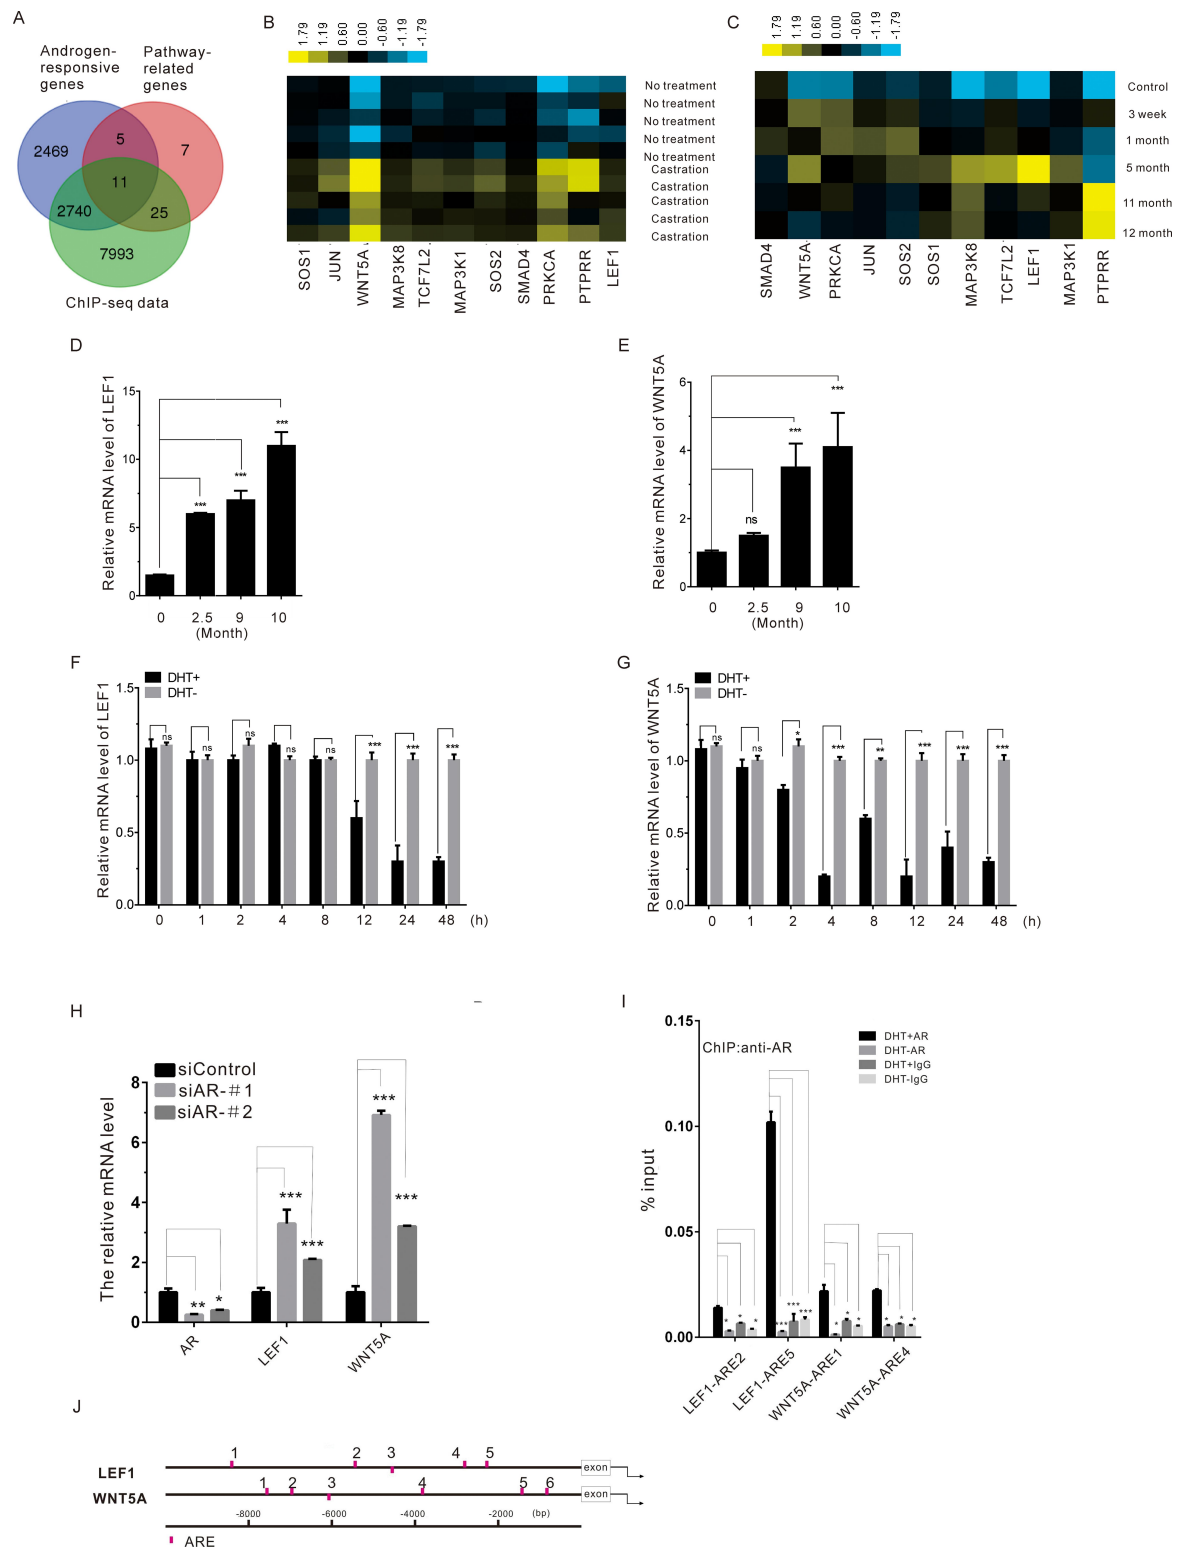 A
Androgen-
responsive
genes
Pathway-
related
genes
2469
5
7
11
2740
25
7993
ChIP-seq data
B
1.79
1.19
0.60
0.00
-0.60
-1.19
-1.79
No treatment
No treatment
No treatment
No treatment
No treatment
Castration
Castration
Castration
Castration
Castration
SOS1
JUN
WNT5A
MAP3K8
TCF7L2
MAP3K1
SOS2
SMAD4
PRKCA
PTPRR
LEF1
C
1.79
1.19
0.60
0.00
-0.60
-1.19
-1.79
Control
3 week
1 month
5 month
11 month
12 month
SMAD4
WNT5A
PRKCA
JUN
SOS2
SOS1
MAP3K8
TCF7L2
LEF1
MAP3K1
PTPRR
D
Relative mRNA level of LEF1
15
10
5
0
***
***
***
0 2.5 9 10
(Month)
E
Relative mRNA level of WNT5A
6
4
2
0
ns
***
***
0 2.5 9 10
(Month)
F
DHT+
DHT-
Relative mRNA level of LEF1
1.5
1.0
0.5
0.0
ns ns ns ns ns *** *** ***
0 1 2 4 8 12 24 48 (h)
G
DHT+
DHT-
Relative mRNA level of WNT5A
1.5
1.0
0.5
0.0
ns ns * *** ** *** *** ***
0 1 2 4 8 12 24 48 (h)
H
siControl
siAR-#1
siAR-#2
The relative mRNA level
8
6
4
2
0
** *
*** ***
*** ***
AR
LEF1
WNT5A
I
ChIP:anti-AR
DHT+AR
DHT-AR
DHT+IgG
DHT-IgG
% input
0.15
0.10
0.05
0.00
* * *
*** *** ***
* * *
* * *
LEF1-ARE2
LEF1-ARE5
WNT5A-ARE1
WNT5A-ARE4
J
LEF1
1 2 3 4 5
exon
WNT5A
1 2 3 4 5 6
exon
-8000 -6000 -4000 -2000 (bp)
ARE